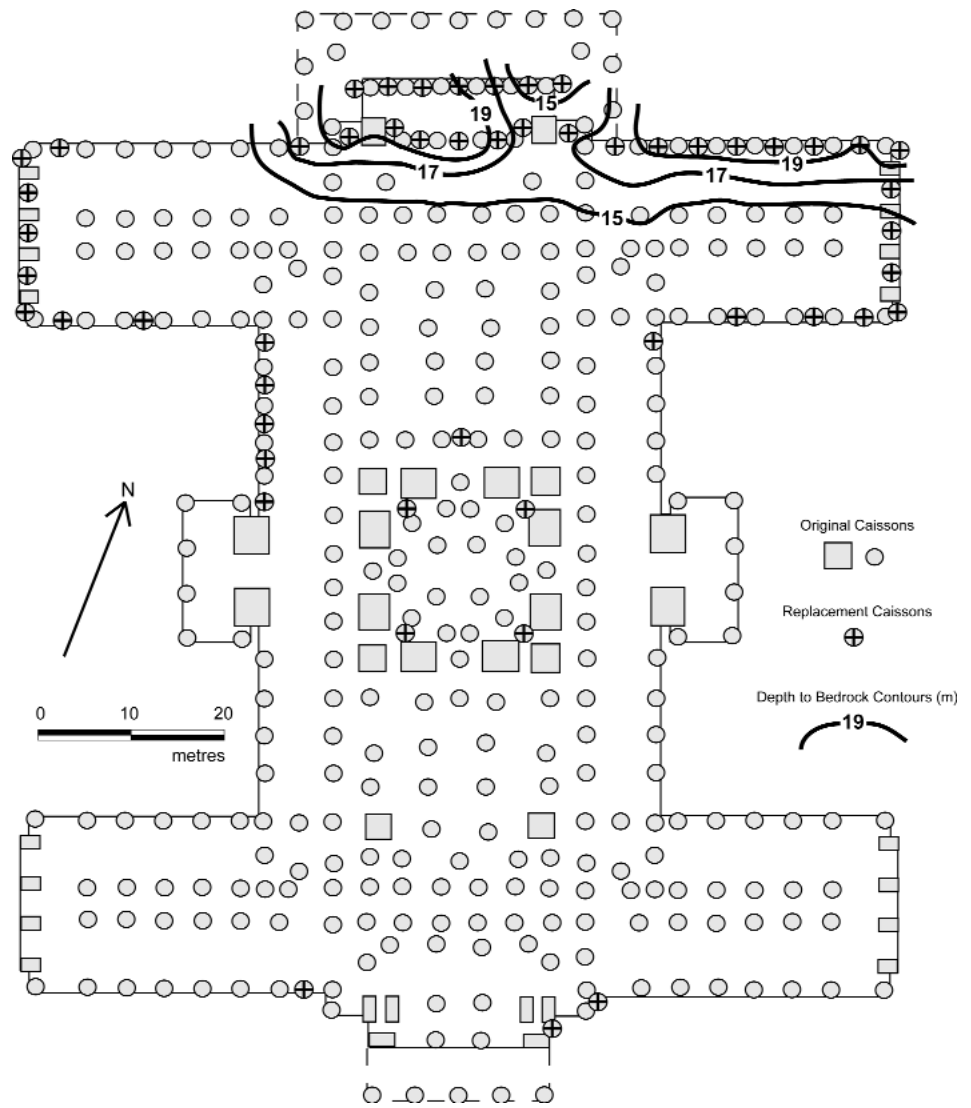 15
19
19
17
17
15
N
Original Caissons
Replacement Caissons
Depth to Bedrock Contours (m)
0 10 20
19
metres